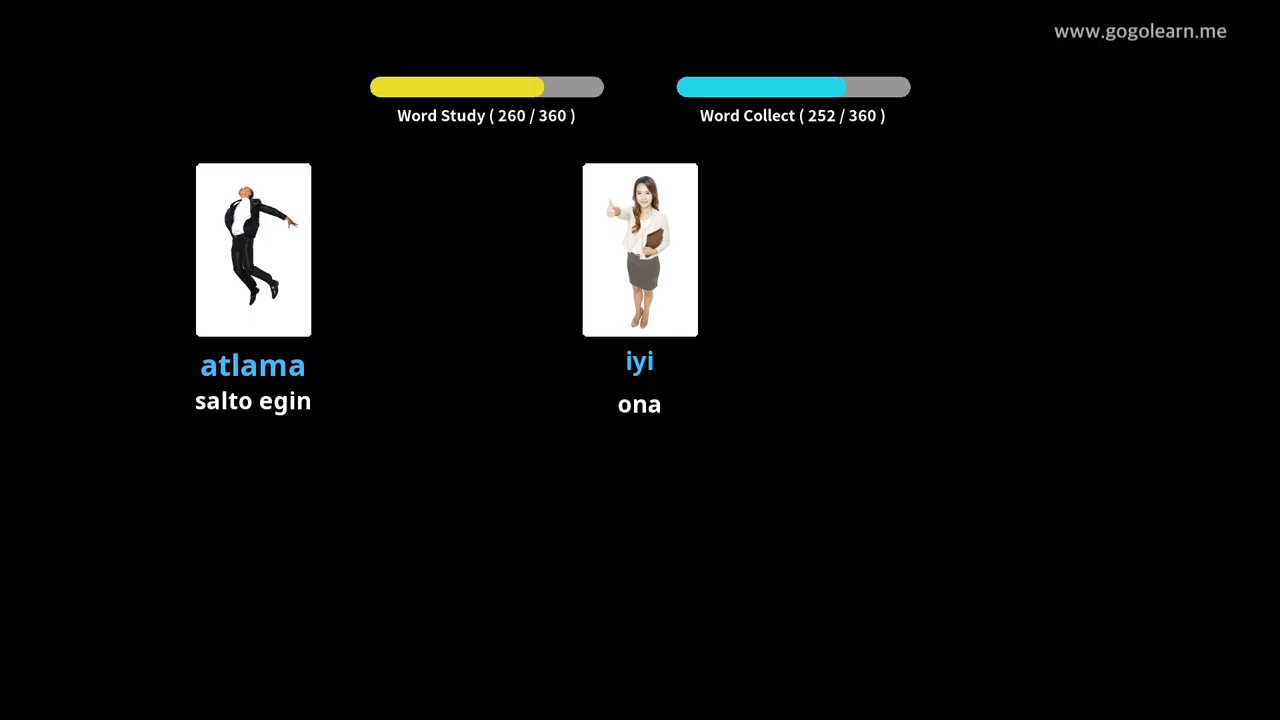 www.gogolearn.me
Word Study ( 260 / 360 )
Word Collect ( 252 / 360 )
atlama
salto egin
iyi
ona